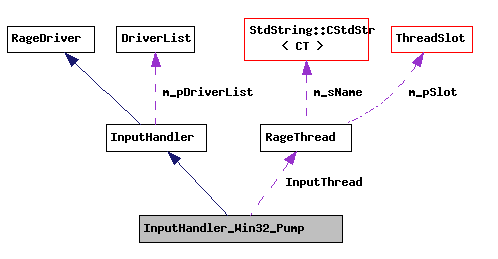 RageDriver
DriverList
StdString::CStdStr
< CT >
ThreadSlot
m_pDriverList
m_sName
m_pSlot
InputHandler
RageThread
InputThread
InputHandler_Win32_Pump